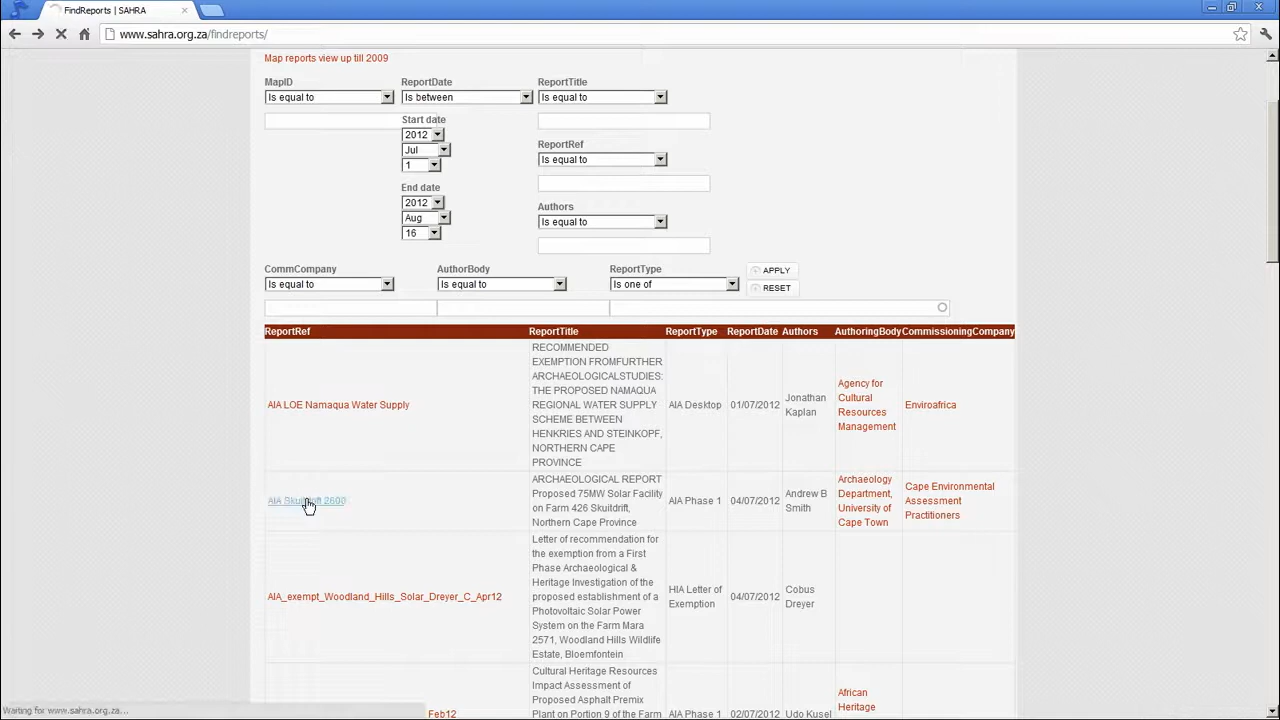 FindReports | SAHRA
www.sahra.org.za/findreports/
Map reports view up till 2009
MapID
ReportDate
ReportTitle
Is equal to
Is between
Is equal to
Start date
2012
Jul
1
ReportRef
Is equal to
End date
2012
Aug
16
Authors
Is equal to
CommCompany
AuthorBody
ReportType
APPLY
Is equal to
Is equal to
Is one of
RESET
ReportRef ReportTitle ReportType ReportDate Authors AuthoringBody CommissioningCompany
AIA LOE Namaqua Water Supply
RECOMMENDED
EXEMPTION FROMFURTHER
ARCHAEOLOGICALSTUDIES:
THE PROPOSED NAMAQUA
REGIONAL WATER SUPPLY
SCHEME BETWEEN
HENKRIES AND STEINKOPF,
NORTHERN CAPE
PROVINCE
AIA Desktop
01/07/2012
Jonathan
Kaplan
Agency for
Cultural
Resources
Management
Enviroafrica
AIA Skuitdrift 2600
ARCHAEOLOGICAL REPORT
Proposed 75MW Solar Facility
on Farm 426 Skuitdrift,
Northern Cape Province
AIA Phase 1
04/07/2012
Andrew B
Smith
Archaeology
Department,
University of
Cape Town
Cape Environmental
Assessment
Practitioners
AIA_exempt_Woodland_Hills_Solar_Dreyer_C_Apr12
Letter of recommendation for
the exemption from a First
Phase Archaeological &
Heritage Investigation of the
proposed establishment of a
Photovoltaic Solar Power
System on the Farm Mara
2571, Woodland Hills Wildlife
Estate, Bloemfontein
HIA Letter of
Exemption
04/07/2012
Cobus
Dreyer
Feb12
Cultural Heritage Resources
Impact Assessment of
Proposed Asphalt Premix
Plant on Portion 9 of the Farm
AIA Phase 1
02/07/2012
Udo Kusel
African
Heritage
Waiting for www.sahra.org.za...